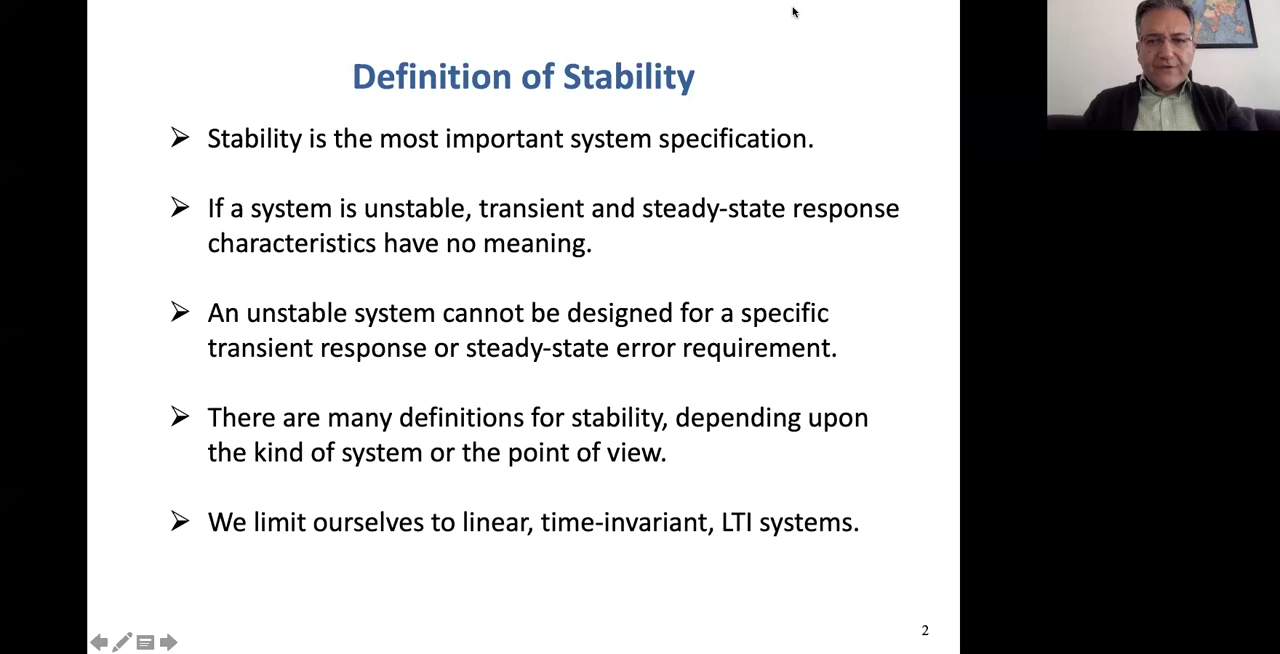 Definition of Stability
➢ Stability is the most important system specification.
➢ If a system is unstable, transient and steady-state response
characteristics have no meaning.
➢ An unstable system cannot be designed for a specific
transient response or steady-state error requirement.
➢ There are many definitions for stability, depending upon
the kind of system or the point of view.
➢ We limit ourselves to linear, time-invariant, LTI systems.
2